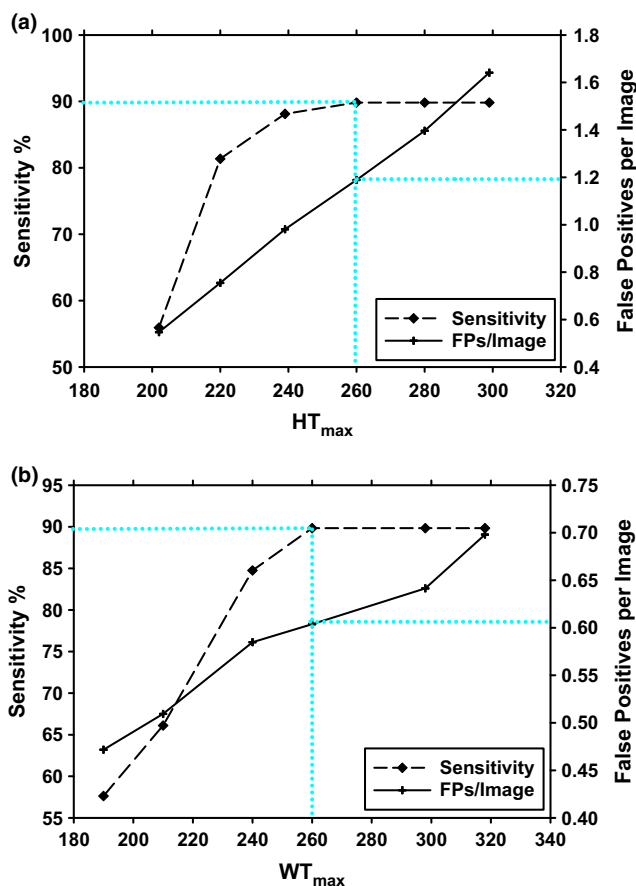 (a)
100
90
80
70
60
50
Sensitivity %
1.8
1.6
1.4
1.2
1.0
0.8
0.6
0.4
False Positives per Image
Sensitivity
FPs/Image
180 200 220 240 260 280 300 320
HTmax
(b)
95
90
85
80
75
70
65
60
55
Sensitivity %
0.75
0.70
0.65
0.60
0.55
0.50
0.45
0.40
False Positives per Image
Sensitivity
FPs/Image
180 200 220 240 260 280 300 320 340
WTmax